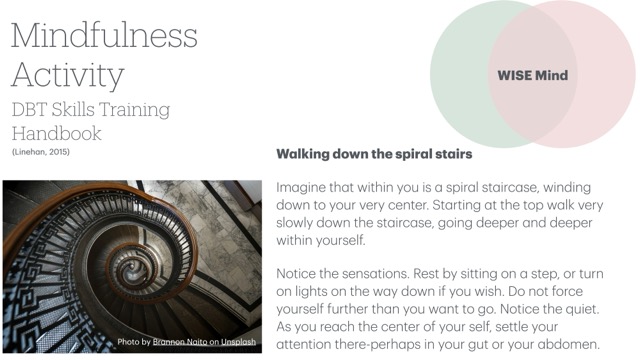 Mindfulness
Activity
DBT Skills Training
Handbook
(Linehan, 2015)
WISE Mind
Walking down the spiral stairs
Imagine that within you is a spiral staircase, winding
down to your very center. Starting at the top walk very
slowly down the staircase, going deeper and deeper
within yourself.
Notice the sensations. Rest by sitting on a step, or turn
on lights on the way down if you wish. Do not force
yourself further than you want to go. Notice the quiet.
As you reach the center of your self, settle your
attention there-perhaps in your gut or your abdomen.
Photo by Brannon Naito on Unsplash